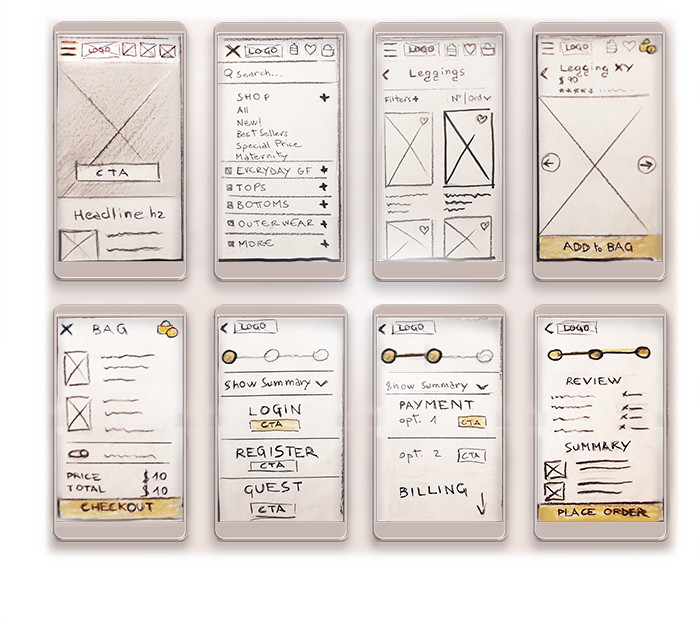 LOGO
CTA
Headline h2
LOGO
Search...
SHOP +
All
New!
Best Sellers
Special Price
Maternity
EVERYDAY GF +
TOPS +
BOTTOMS +
OUTERWEAR +
MORE +
LOGO
Leggings
Filters+
Nº | Ord
LOGO
Legging XY
$ 90
ADD to BAG
BAG
PRICE $10
TOTAL $10
CHECKOUT
LOGO
Show Summary
LOGIN
CTA
REGISTER
CTA
GUEST
CTA
LOGO
Show Summary
PAYMENT
opt. 1 CTA
opt. 2 CTA
BILLING
LOGO
REVIEW
SUMMARY
PLACE ORDER